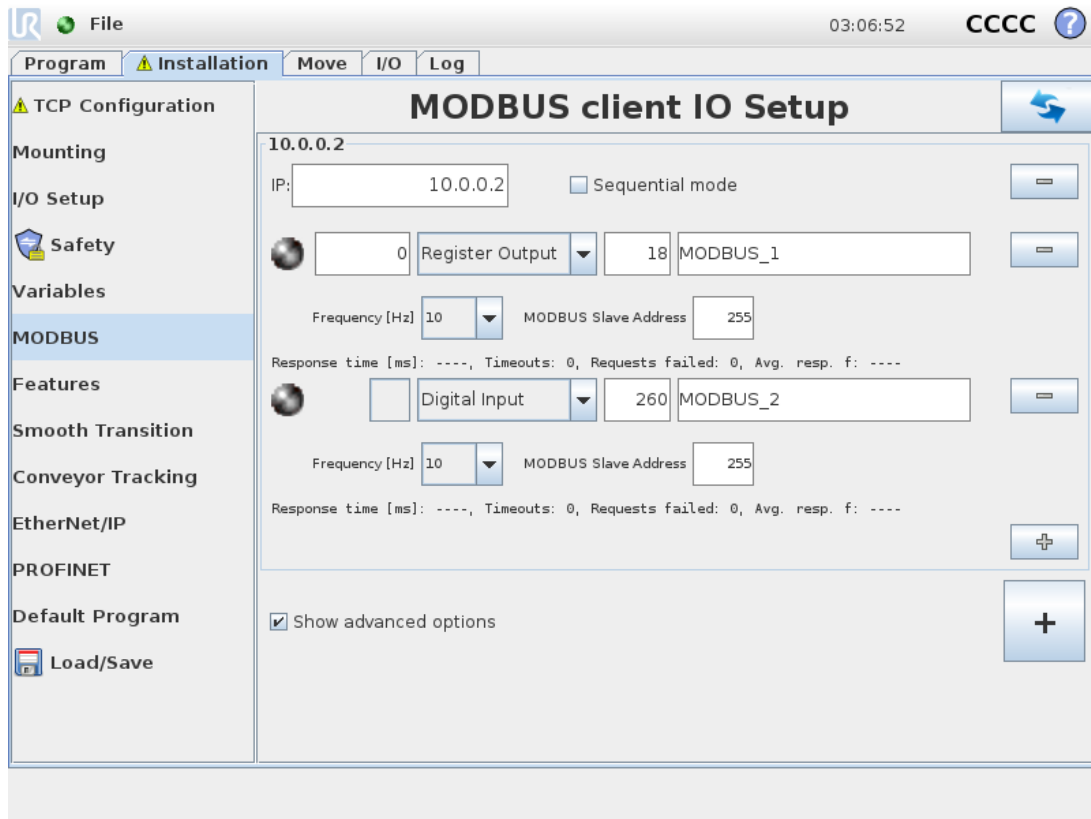 UR File 03:06:52 CCCC ?
Program Installation Move I/O Log
TCP Configuration
Mounting
I/O Setup
Safety
Variables
MODBUS
Features
Smooth Transition
Conveyor Tracking
EtherNet/IP
PROFINET
Default Program
Load/Save
MODBUS client IO Setup
10.0.0.2
IP: 10.0.0.2 Sequential mode
0 Register Output 18 MODBUS_1
Frequency [Hz] 10 MODBUS Slave Address 255
Response time [ms]: ----, Timeouts: 0, Requests failed: 0, Avg. resp. f: ----
Digital Input 260 MODBUS_2
Frequency [Hz] 10 MODBUS Slave Address 255
Response time [ms]: ----, Timeouts: 0, Requests failed: 0, Avg. resp. f: ----
Show advanced options